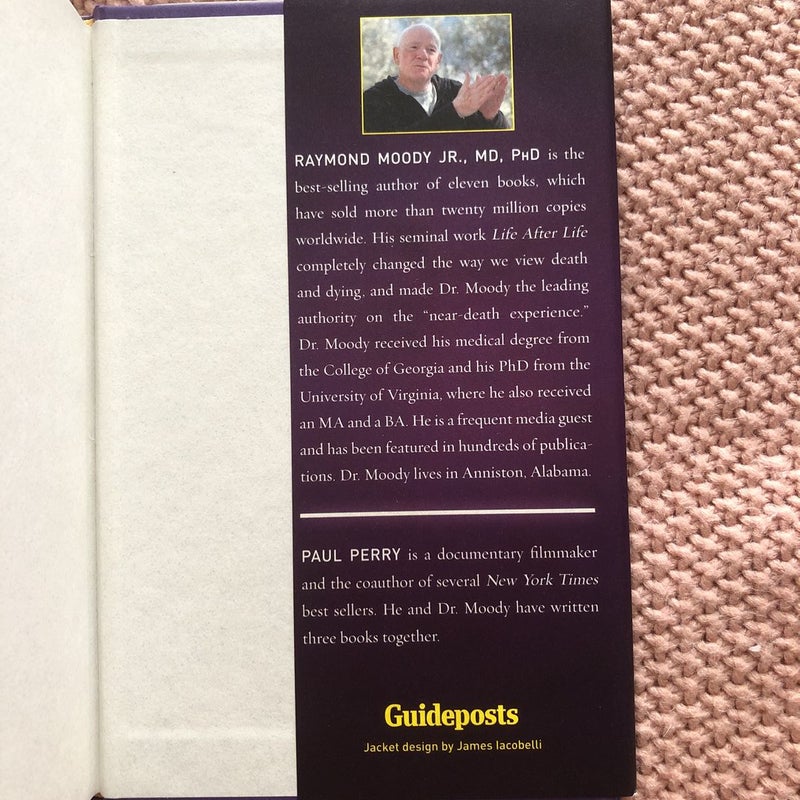 RAYMOND MOODY JR., MD, PHD is the
best-selling author of eleven books, which
have sold more than twenty million copies
worldwide. His seminal work Life After Life
completely changed the way we view death
and dying, and made Dr. Moody the leading
authority on the “near-death experience.”
Dr. Moody received his medical degree from
the College of Georgia and his PhD from the
University of Virginia, where he also received
an MA and a BA. He is a frequent media guest
and has been featured in hundreds of publica-
tions. Dr. Moody lives in Anniston, Alabama.
PAUL PERRY is a documentary filmmaker
and the coauthor of several New York Times
best sellers. He and Dr. Moody have written
three books together.
Guideposts
Jacket design by James Iacobelli